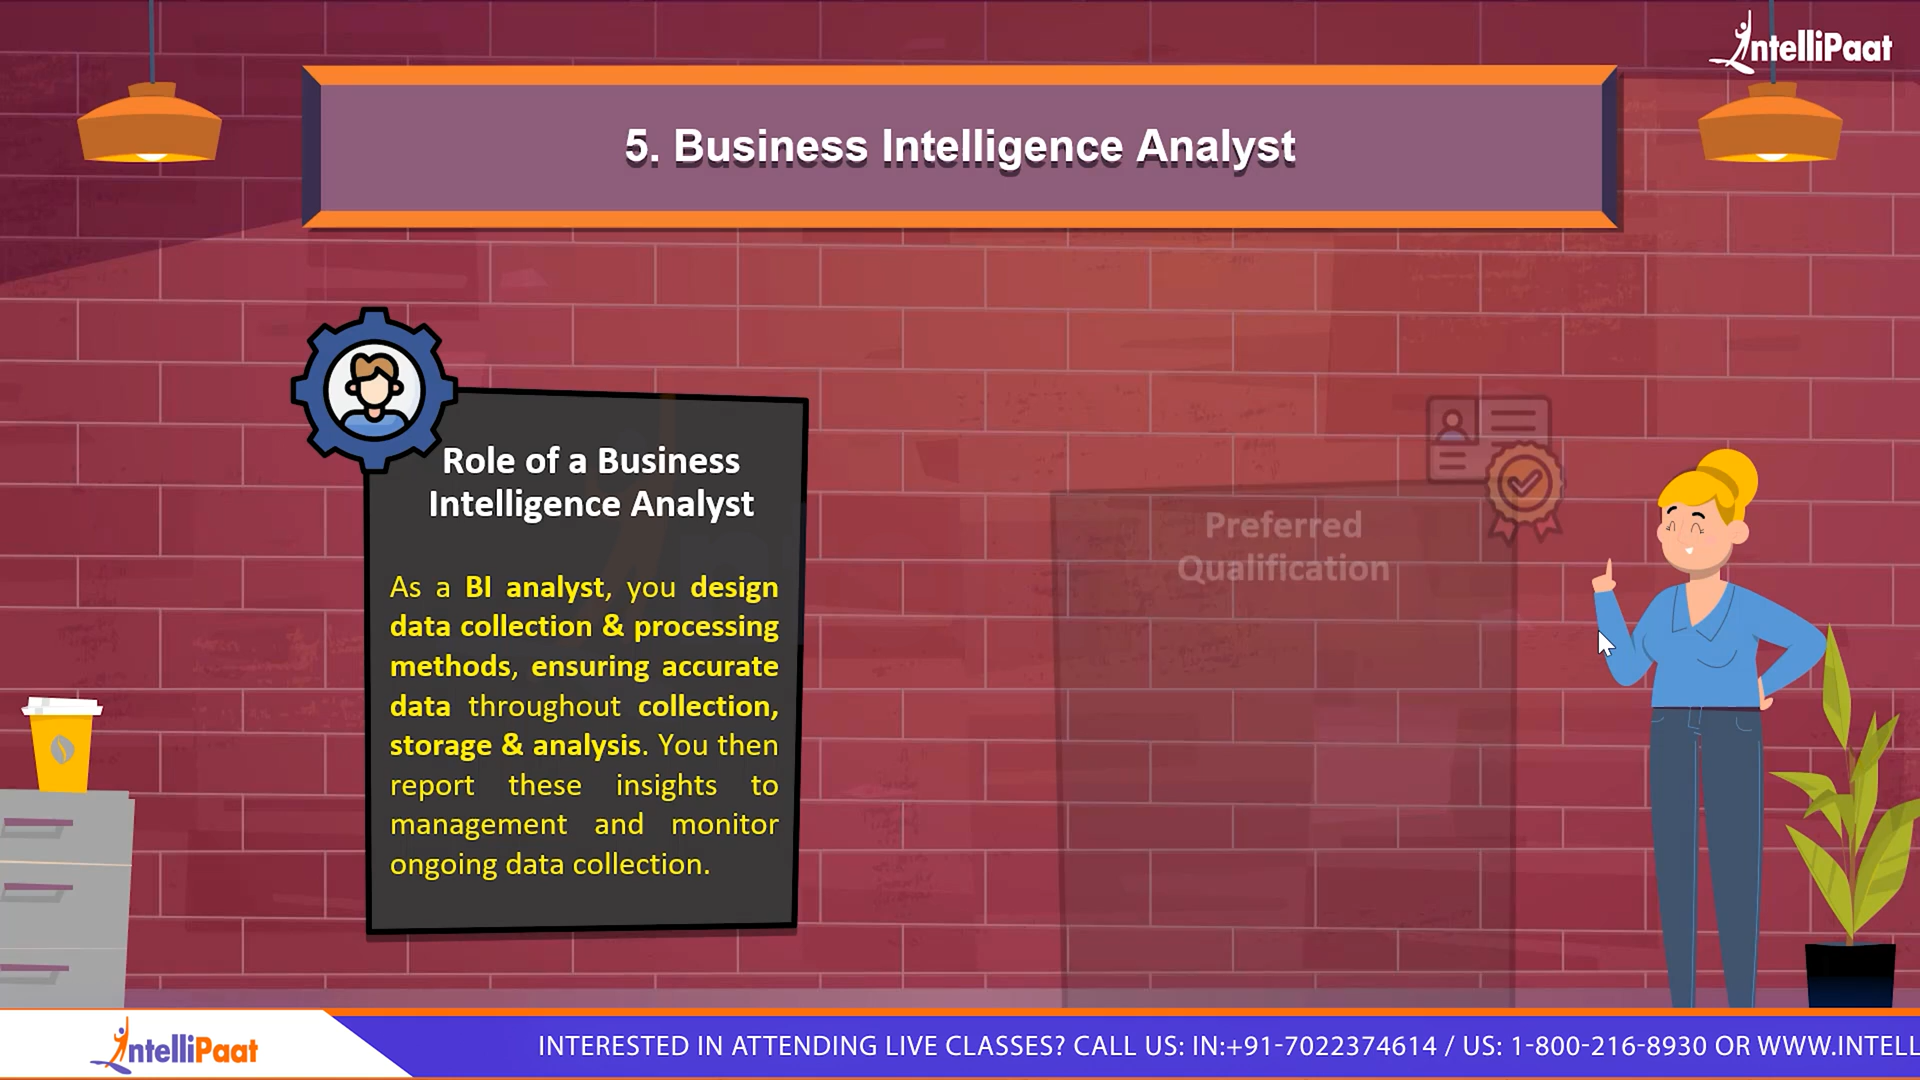 IntelliPaat
5. Business Intelligence Analyst
Role of a Business
Intelligence Analyst
As a BI analyst, you design
data collection & processing
methods, ensuring accurate
data throughout collection,
storage & analysis. You then
report these insights to
management and monitor
ongoing data collection.
Preferred
Qualification
IntelliPaat
INTERESTED IN ATTENDING LIVE CLASSES? CALL US: IN:+91-7022374614 / US: 1-800-216-8930 OR WWW.INTELL